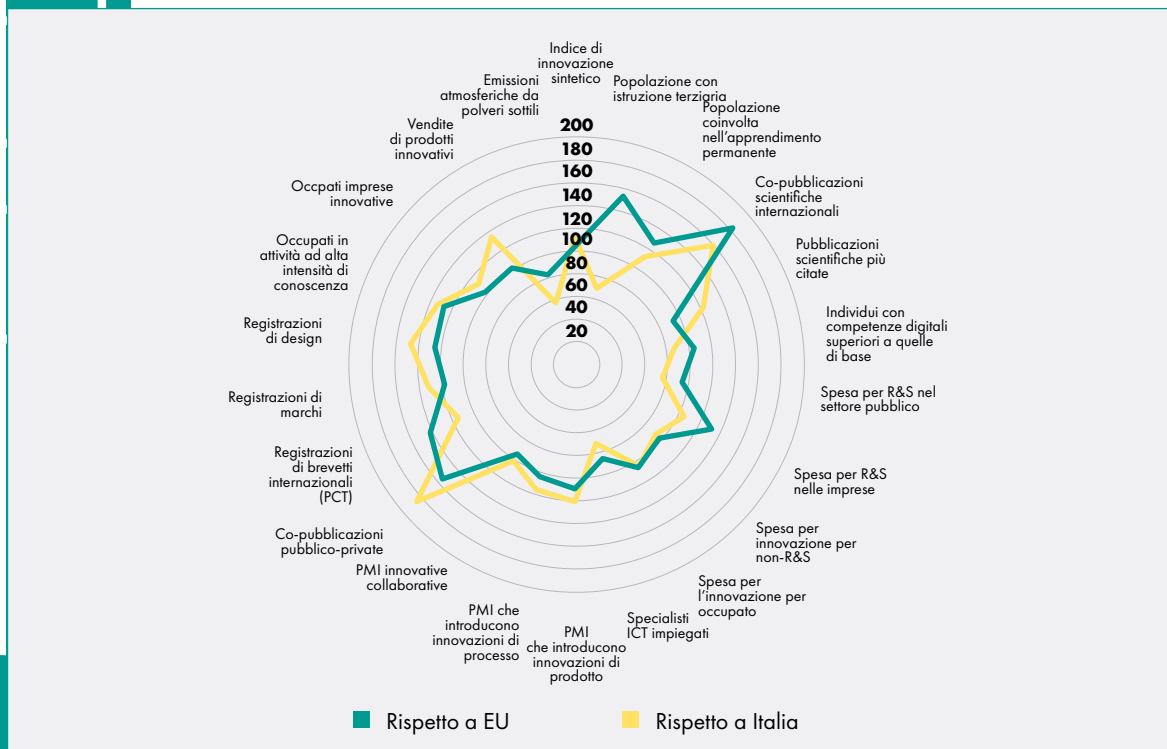 Indice di
innovazione
sintetico
Popolazione con
istruzione terziaria
Popolazione
coinvolta
nell'apprendimento
permanente
Co-pubblicazioni
scientifiche
internazionali
Pubblicazioni
scientifiche più
citate
Individui con
competenze digitali
superiori a quelle
di base
Spesa per R&S nel
settore pubblico
Spesa per R&S
nelle imprese
Spesa per
innovazione per
non-R&S
Spesa per
l'innovazione per
occupato
Specialisti
ICT impiegati
PMI
che introducono
innovazioni di
prodotto
PMI che
introducono
innovazioni di
processo
PMI innovative
collaborative
Co-pubblicazioni
pubblico-private
Registrazioni
di brevetti
internazionali
(PCT)
Registrazioni di
marchi
Registrazioni
di design
Occupati in
attività ad alta
intensità di
conoscenza
Occpati imprese
innovative
Vendite
di prodotti
innovativi
Emissioni
atmosferiche da
polveri sottili
200
180
160
140
120
100
80
60
40
20
Rispetto a EU
Rispetto a Italia